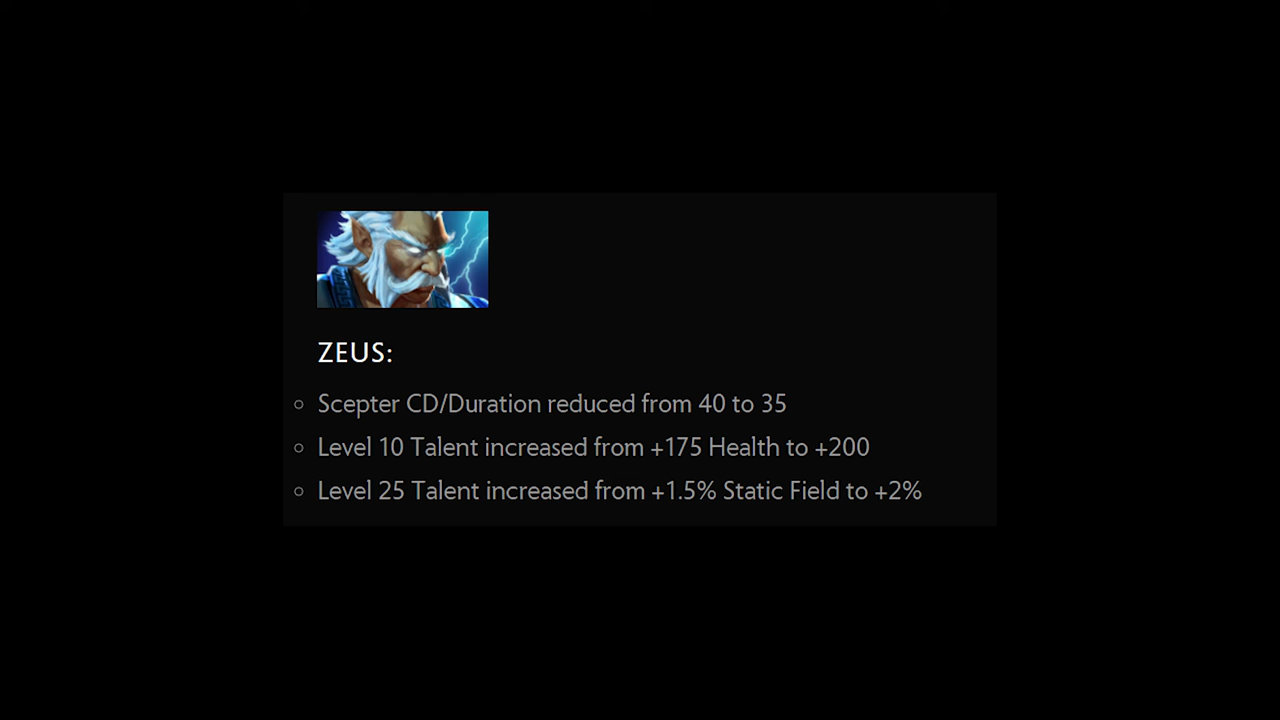 ZEUS:
Scepter CD/Duration reduced from 40 to 35
Level 10 Talent increased from +175 Health to +200
Level 25 Talent increased from +1.5% Static Field to +2%